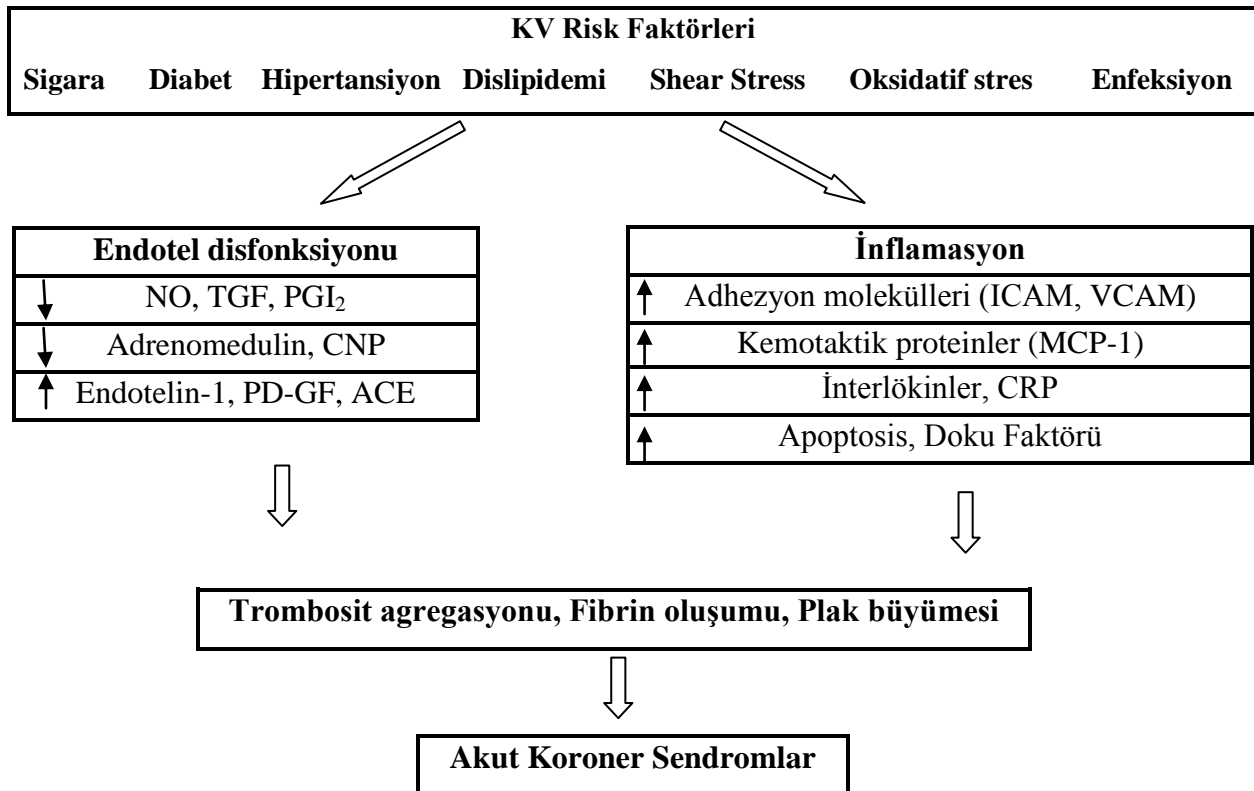 KV Risk Faktörleri
Sigara Diabet Hipertansiyon Dislipidemi Shear Stress Oksidatif stres Enfeksiyon
Endotel disfonksiyonu
NO, TGF, PGI₂
Adrenomedulin, CNP
Endotelin-1, PD-GF, ACE
İnflamasyon
Adhezyon molekülleri (ICAM, VCAM)
Kemotaktik proteinler (MCP-1)
İnterlökinler, CRP
Apoptosis, Doku Faktörü
Trombosit agregasyonu, Fibrin oluşumu, Plak büyümesi
Akut Koroner Sendromlar